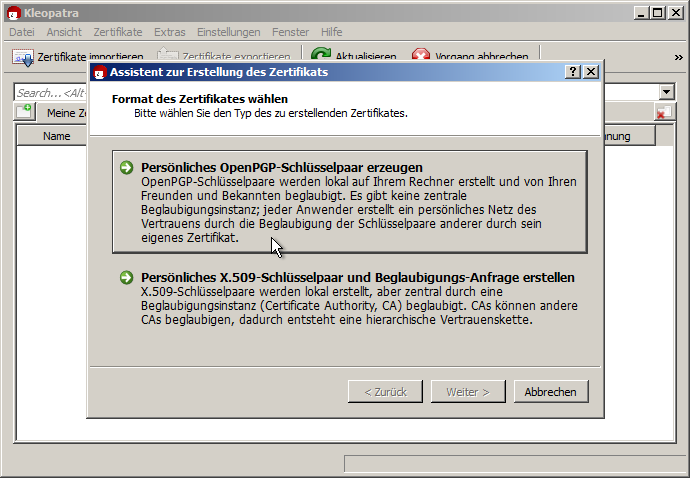 Kleopatra
Datei Ansicht Zertifikate Extras Einstellungen Fenster Hilfe
Zertifikate importieren Zertifikate exportieren Aktualisieren Vorgang abbrechen »
Assistent zur Erstellung des Zertifikats
Search...<Alt+
Format des Zertifikates wählen
Bitte wählen Sie den Typ des zu erstellenden Zertifikates.
Meine Ze
Name nnung
Persönliches OpenPGP-Schlüsselpaar erzeugen
OpenPGP-Schlüsselpaare werden lokal auf Ihrem Rechner erstellt und von Ihren
Freunden und Bekannten beglaubigt. Es gibt keine zentrale
Beglaubigungsinstanz; jeder Anwender erstellt ein persönliches Netz des
Vertrauens durch die Beglaubigung der Schlüsselpaare anderer durch sein
eigenes Zertifikat.
Persönliches X.509-Schlüsselpaar und Beglaubigungs-Anfrage erstellen
X.509-Schlüsselpaare werden lokal erstellt, aber zentral durch eine
Beglaubigungsinstanz (Certificate Authority, CA) beglaubigt. CAs können andere
CAs beglaubigen, dadurch entsteht eine hierarchische Vertrauenskette.
< Zurück Weiter > Abbrechen